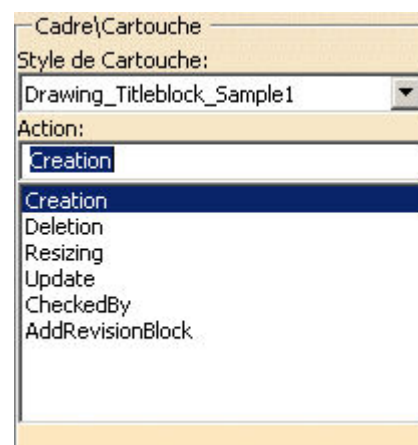 Cadre\Cartouche
Style de Cartouche:
Drawing_Titleblock_Sample1
Action:
Creation
Creation
Deletion
Resizing
Update
CheckedBy
AddRevisionBlock